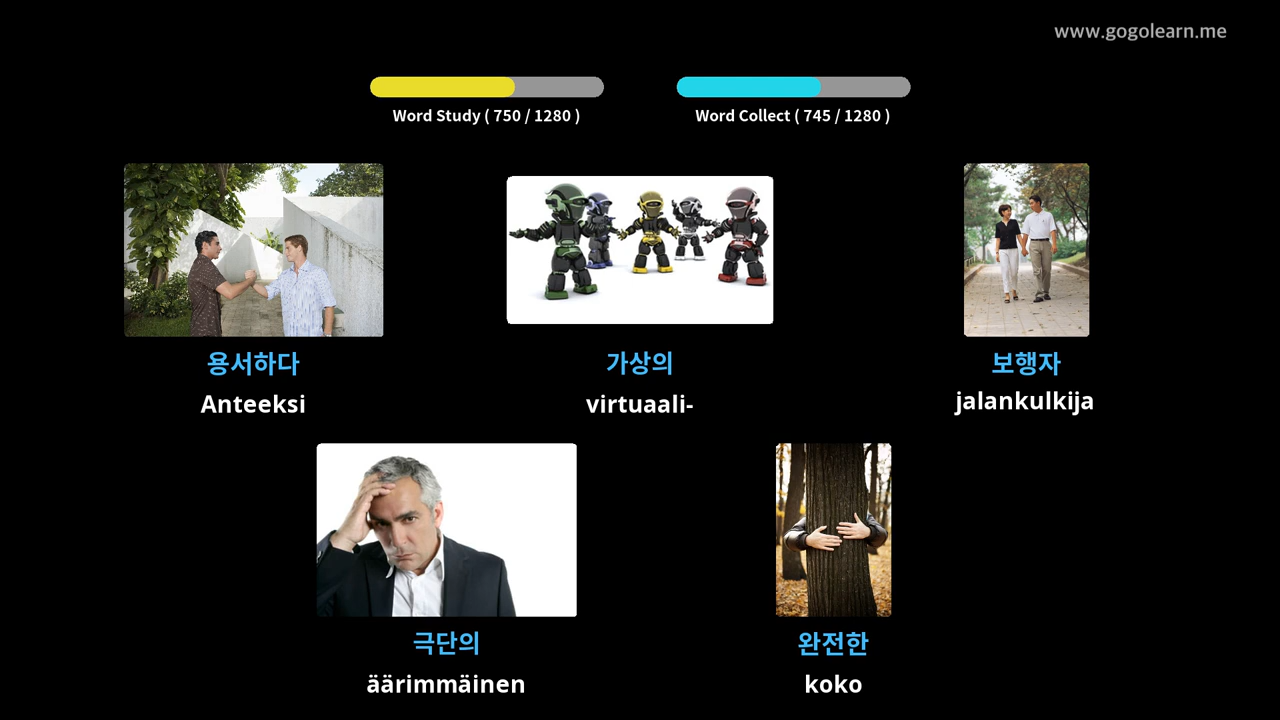 www.gogolearn.me
Word Study ( 750 / 1280 )
Word Collect ( 745 / 1280 )
용서하다
Anteeksi
가상의
virtuaali-
보행자
jalankulkija
극단의
äärimmäinen
완전한
koko